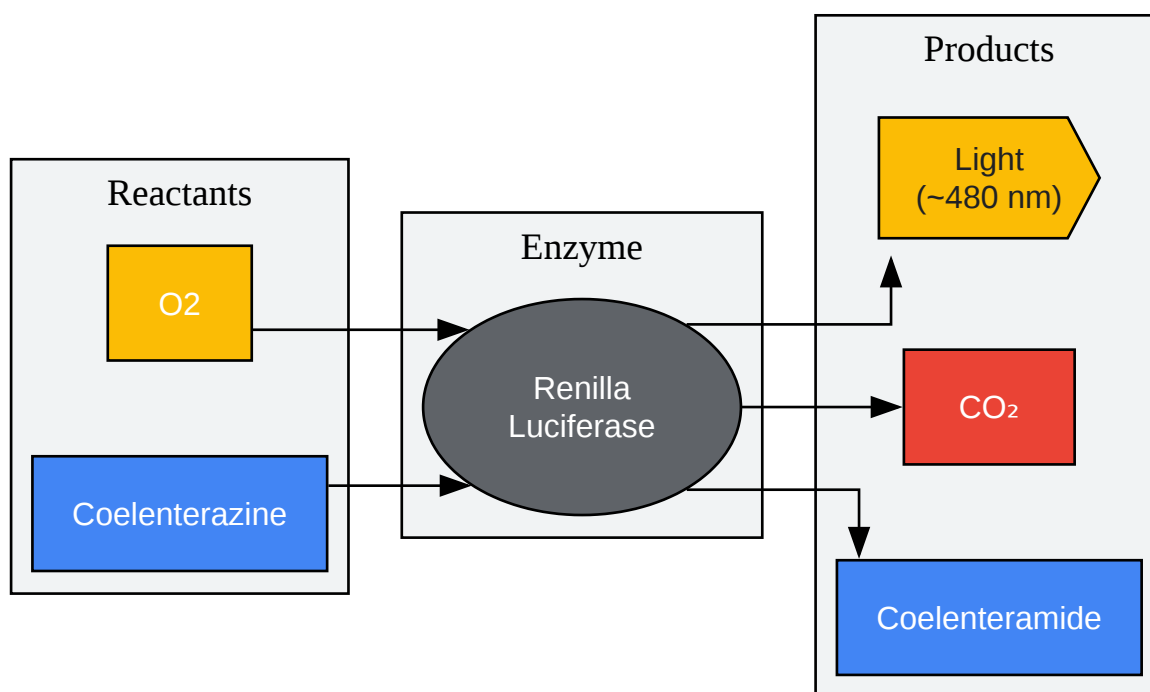 Reactants
O2
Coelenterazine
Enzyme
Renilla
Luciferase
Products
Light
(~480 nm)
CO₂
Coelenteramide